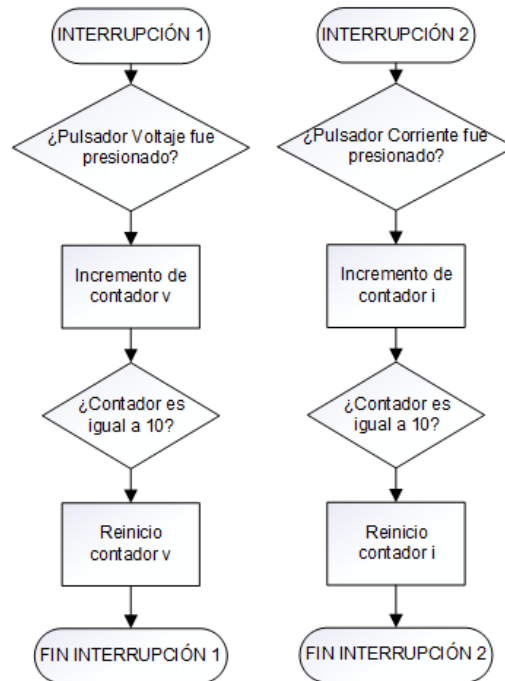 INTERRUPCIÓN 1
¿Pulsador Voltaje fue
presionado?
Incremento de
contador v
¿Contador es
igual a 10?
Reinicio
contador v
FIN INTERRUPCIÓN 1
INTERRUPCIÓN 2
¿Pulsador Corriente fue
presionado?
Incremento de
contador i
¿Contador es
igual a 10?
Reinicio
contador i
FIN INTERRUPCIÓN 2